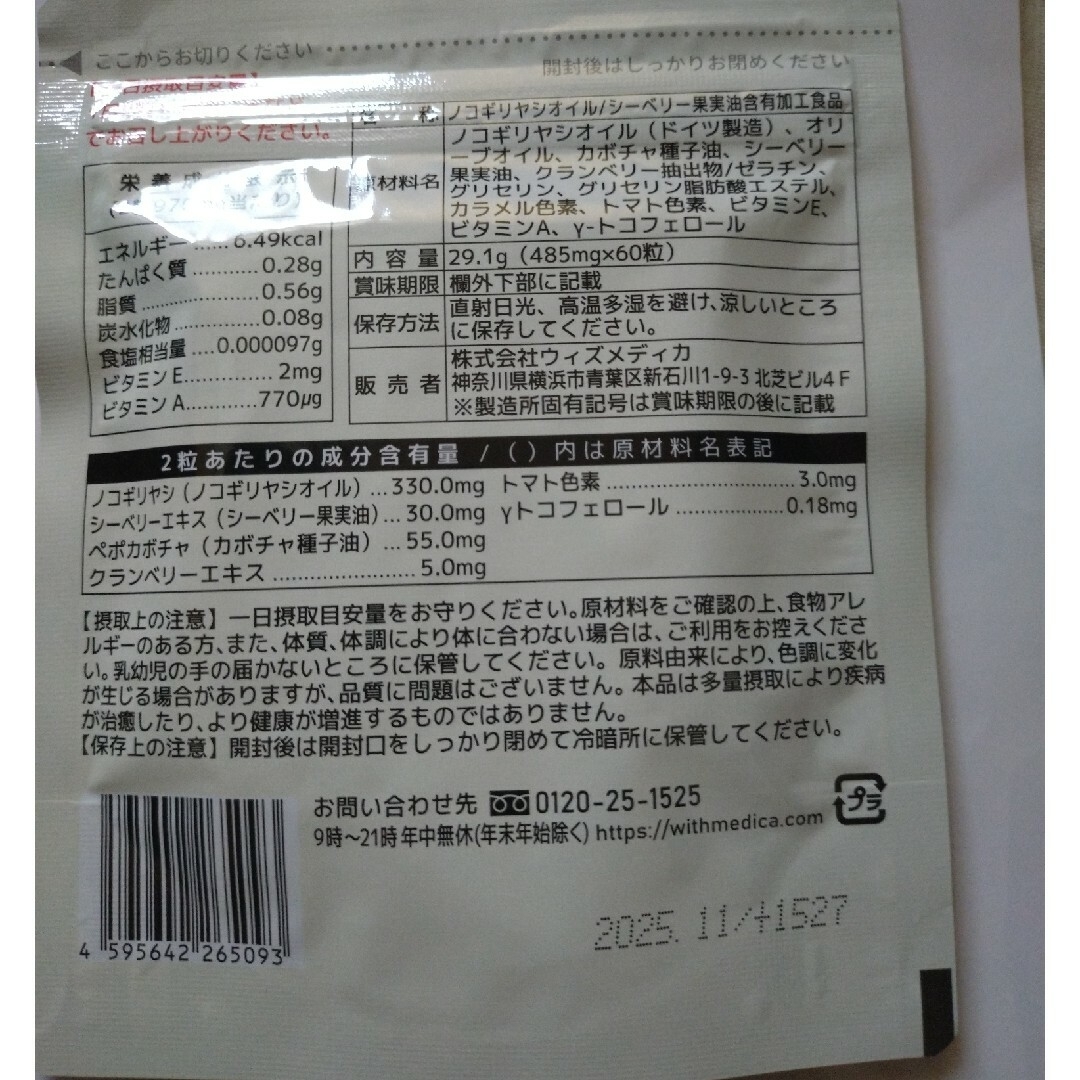 ここからお切りください
開封後はしっかりお閉めください
でお召し上がりください。
栄養成
エネルギー......6.49kcal
たんぱく質...........0.28g
脂質....................0.56g
炭水化物..............0.08g
食塩相当量....0.000097g
ビタミンE..............2mg
ビタミンA...........770μg
ノコギリヤシオイル/シーベリー果実油含有加工食品
原材料名
ノコギリヤシオイル（ドイツ製造）、オリ
ーブオイル、カボチャ種子油、シーベリー
果実油、クランベリー抽出物/ゼラチン、
グリセリン、グリセリン脂肪酸エステル、
カラメル色素、トマト色素、ビタミンE、
ビタミンA、γ-トコフェロール
内容量 29.1g（485mg×60粒）
賞味期限 欄外下部に記載
保存方法 直射日光、高温多湿を避け、涼しいところ
に保存してください。
販売者 株式会社ウィズメディカ
神奈川県横浜市青葉区新石川1-9-3 北芝ビル4F
※製造所固有記号は賞味期限の後に記載
2粒あたりの成分含有量 /（）内は原材料名表記
ノコギリヤシ（ノコギリヤシオイル）...330.0mg
シーベリーエキス（シーベリー果実油）...30.0mg
ペポカボチャ（カボチャ種子油）...55.0mg
クランベリーエキス......................5.0mg
トマト色素..............................3.0mg
γトコフェロール.................0.18mg
【摂取上の注意】一日摂取目安量をお守りください。原材料をご確認の上、食物アレ
ルギーのある方、また、体質、体調により体に合わない場合は、ご利用をお控えくださ
い。乳幼児の手の届かないところに保管してください。原料由来により、色調に変化
が生じる場合がありますが、品質に問題はございません。本品は多量摂取により疾病
が治癒したり、より健康が増進するものではありません。
【保存上の注意】開封後は開封口をしっかり閉めて冷暗所に保管してください。
お問い合わせ先 0120-25-1525
9時～21時 年中無休(年末年始除く) https://withmedica.com
プラ
4 595642 265093
2025. 11/+1527